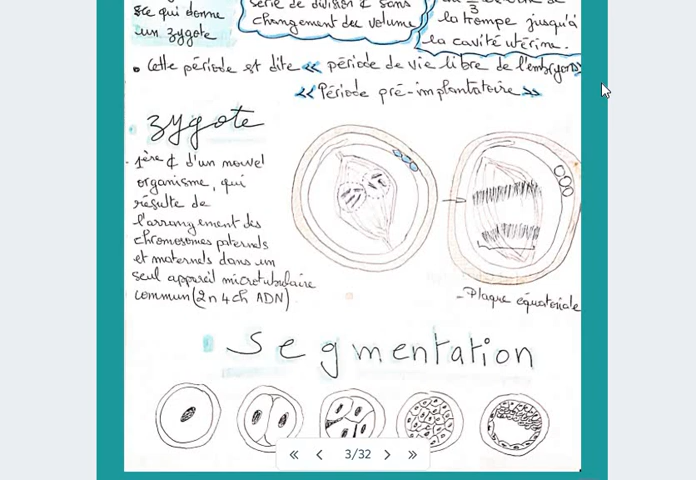 sce qui donne
un zygote
série de division ¢ sans
changement du volume
la trompe jusqu'à
la cavité utérine.
• Cette période est dite << période de vie libre de l'embryon>>
<< Période pré-implantatoire >>
zygote
1ère ¢ d'un nouvel
organisme, qui
résulte de
l'arrangement des
chromosomes paternels
et maternels dans un
seul appareil microtubulaire
commun (2n 4ch ADN)
- Plaque équatoriale
Segmentation
3/32